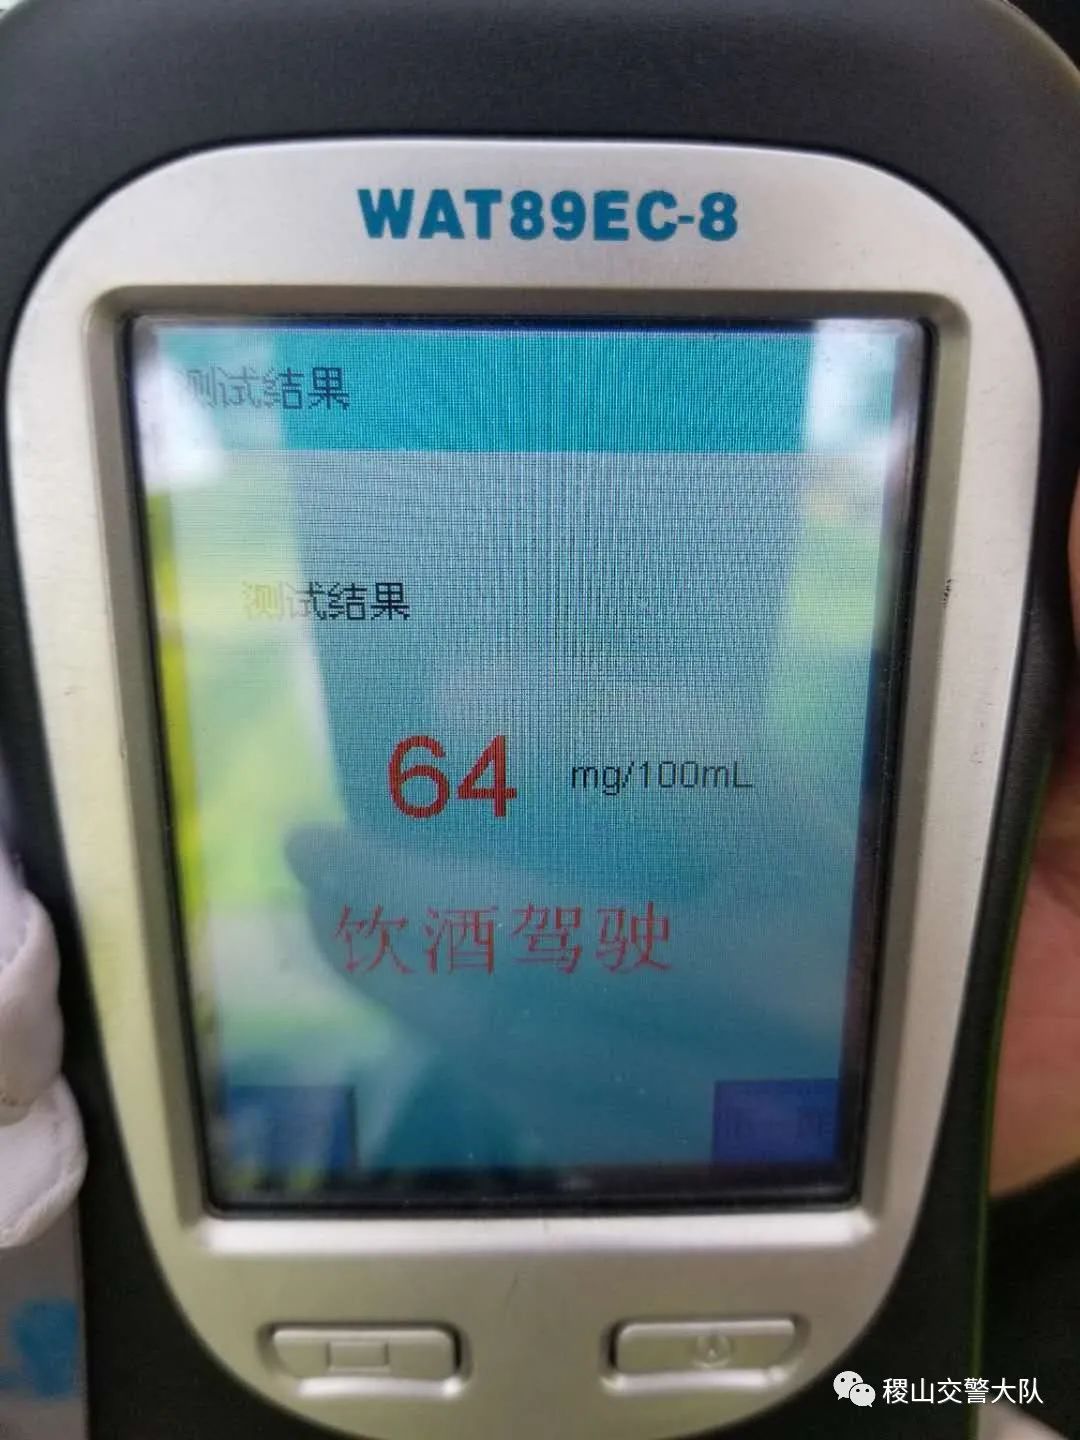 WAT89EC-8
测试结果
测试结果
64 mg/100mL
饮酒驾驶
稷山交警大队